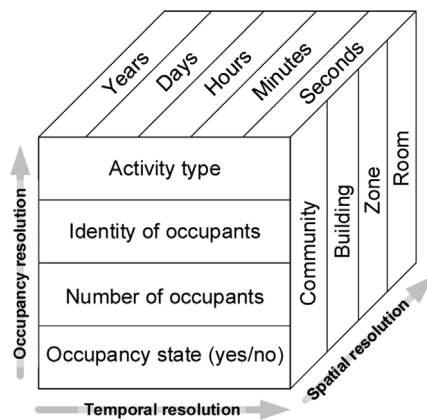 Years
Days
Hours
Minutes
Seconds
Activity type
Identity of occupants
Number of occupants
Occupancy state (yes/no)
Community
Building
Zone
Room
Occupancy resolution
Temporal resolution
Spatial resolution